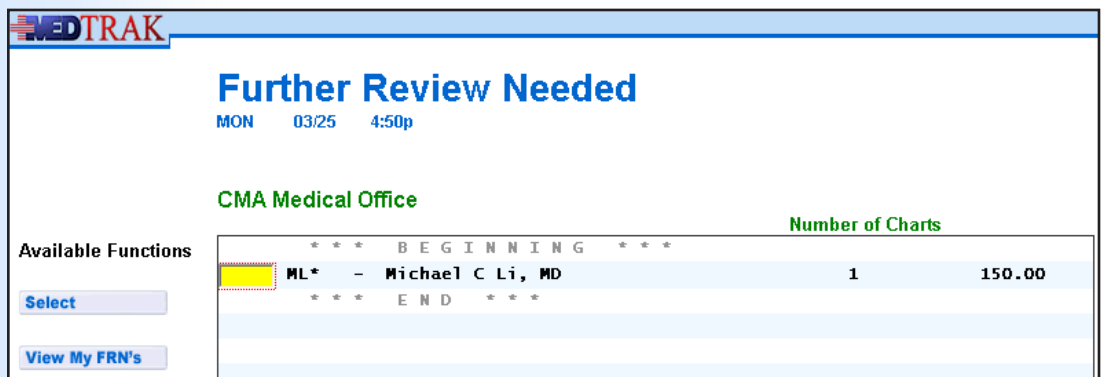 MEDTRAK
Further Review Needed
MON 03/25 4:50p
CMA Medical Office
Number of Charts
Available Functions
* * * B E G I N N I N G * * *
ML* - Michael C Li, MD 1 150.00
Select
* * * E N D * * *
View My FRN's